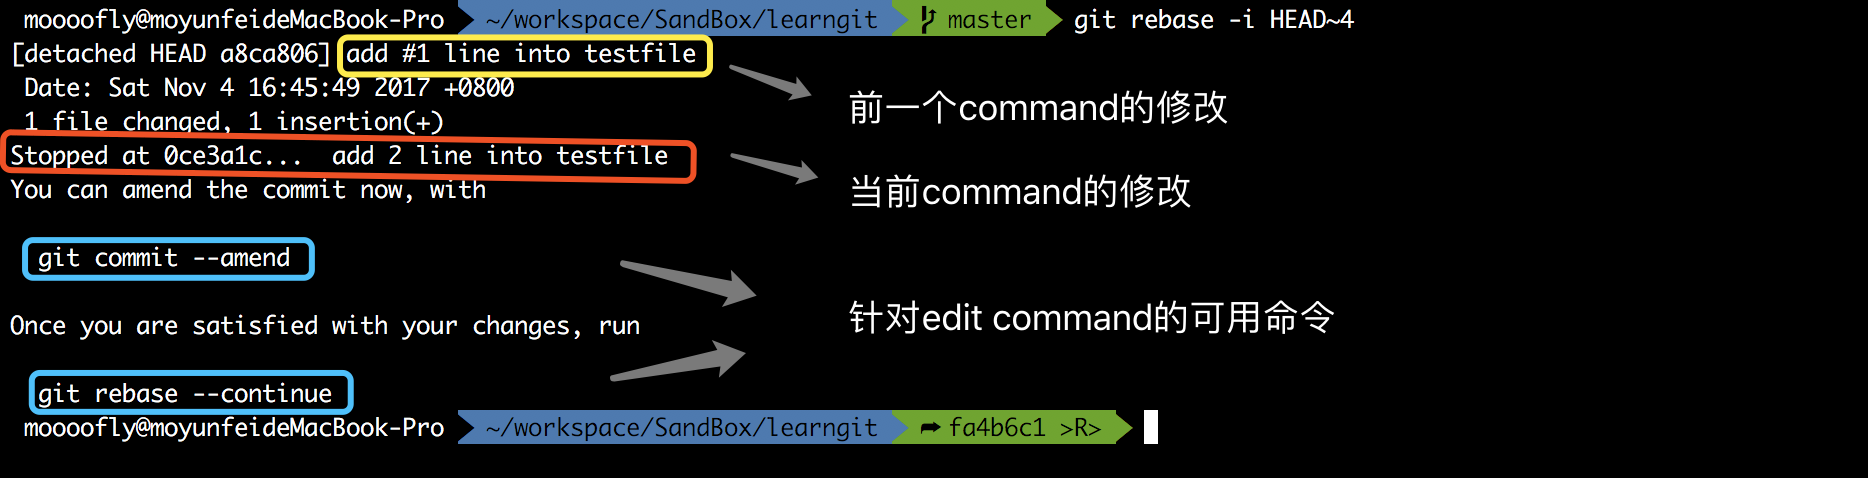 moooofly@moyunfeideMacBook-Pro ~/workspace/SandBox/learngit master git rebase -i HEAD~4
[detached HEAD a8ca806] add #1 line into testfile
Date: Sat Nov 4 16:45:49 2017 +0800
前一个command的修改
1 file changed, 1 insertion(+)
Stopped at 0ce3a1c... add 2 line into testfile
You can amend the commit now, with
当前command的修改
git commit --amend
针对edit command的可用命令
Once you are satisfied with your changes, run
git rebase --continue
moooofly@moyunfeideMacBook-Pro ~/workspace/SandBox/learngit fa4b6c1 >R>